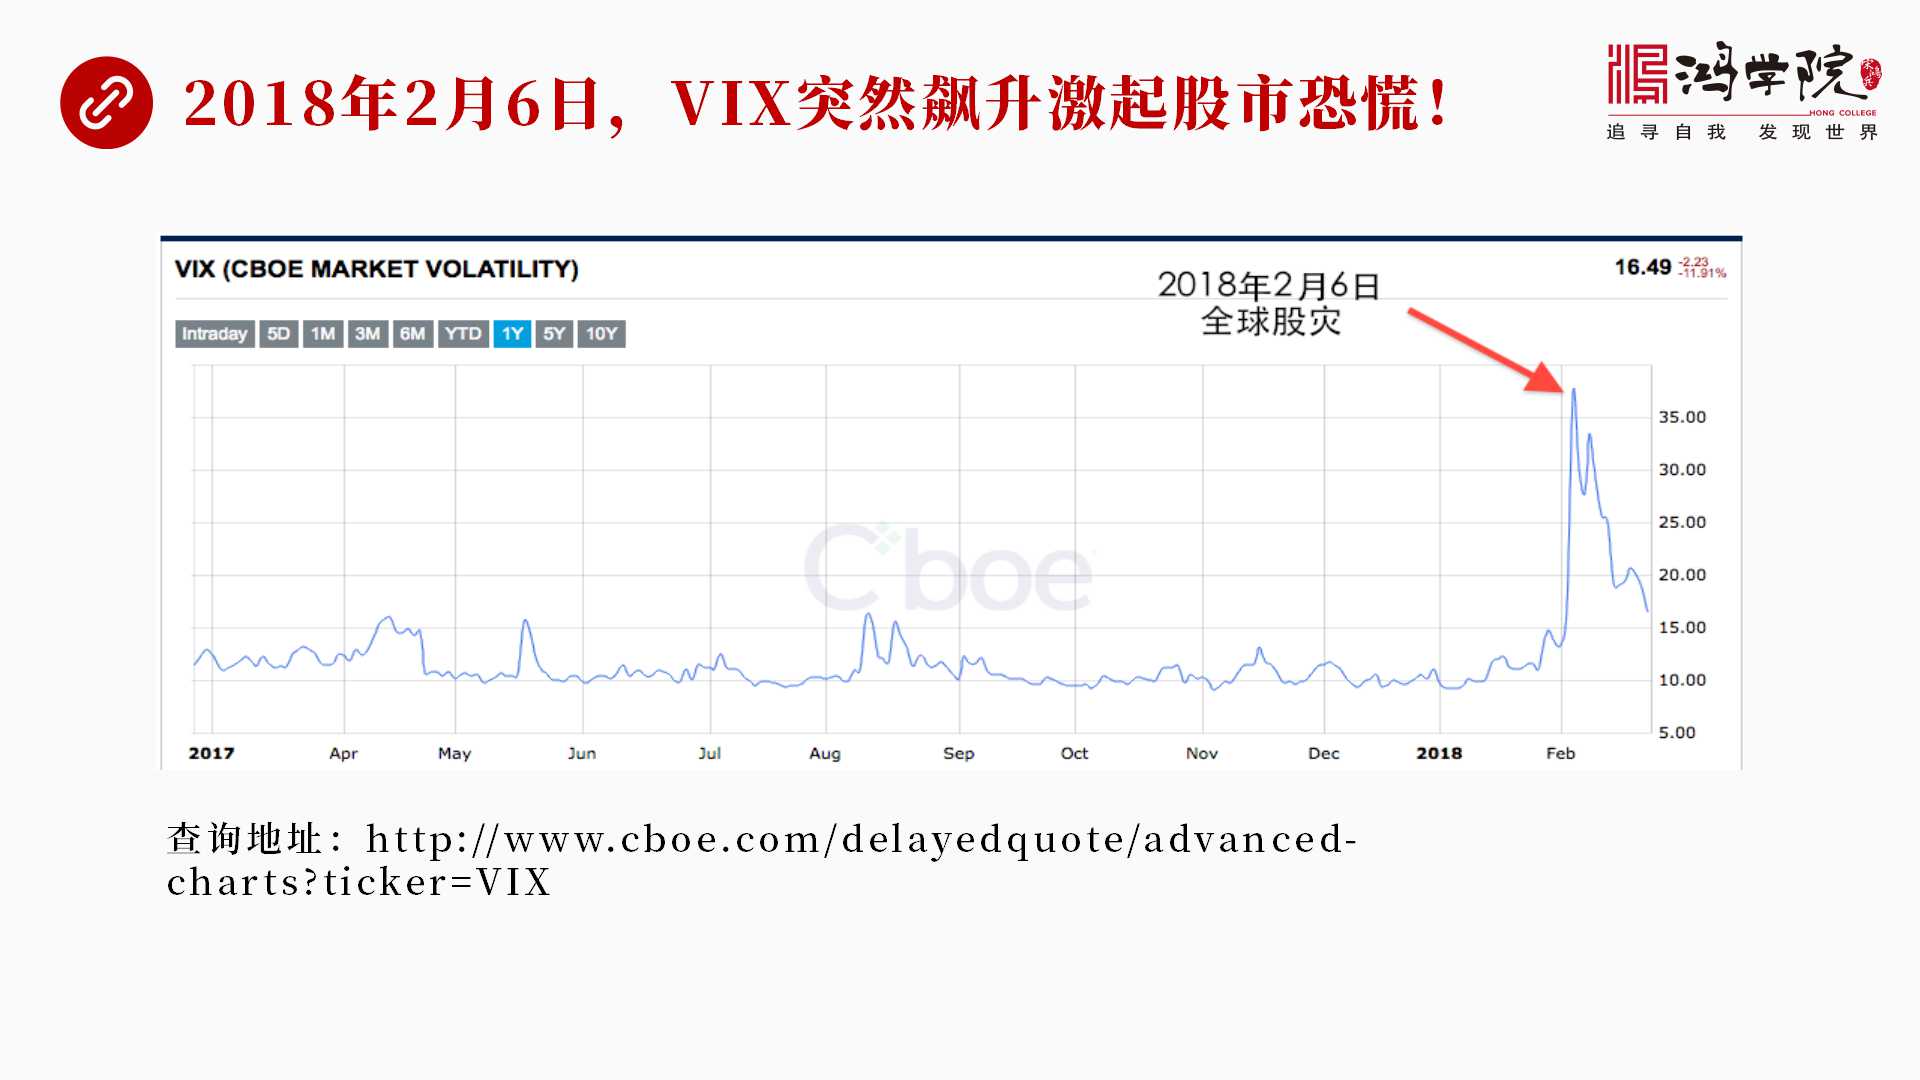 2018年2月6日，VIX突然飙升激起股市恐慌！
鸿学院
HONG COLLEGE
追寻自我 发现世界
VIX (CBOE MARKET VOLATILITY)
16.49 -2.23
-11.91%
2018年2月6日
全球股灾
Intraday 5D 1M 3M 6M YTD 1Y 5Y 10Y
35.00
30.00
25.00
20.00
15.00
10.00
5.00
Cboe
2017 Apr May Jun Jul Aug Sep Oct Nov Dec 2018 Feb
查询地址：http://www.cboe.com/delayedquote/advanced-
charts?ticker=VIX